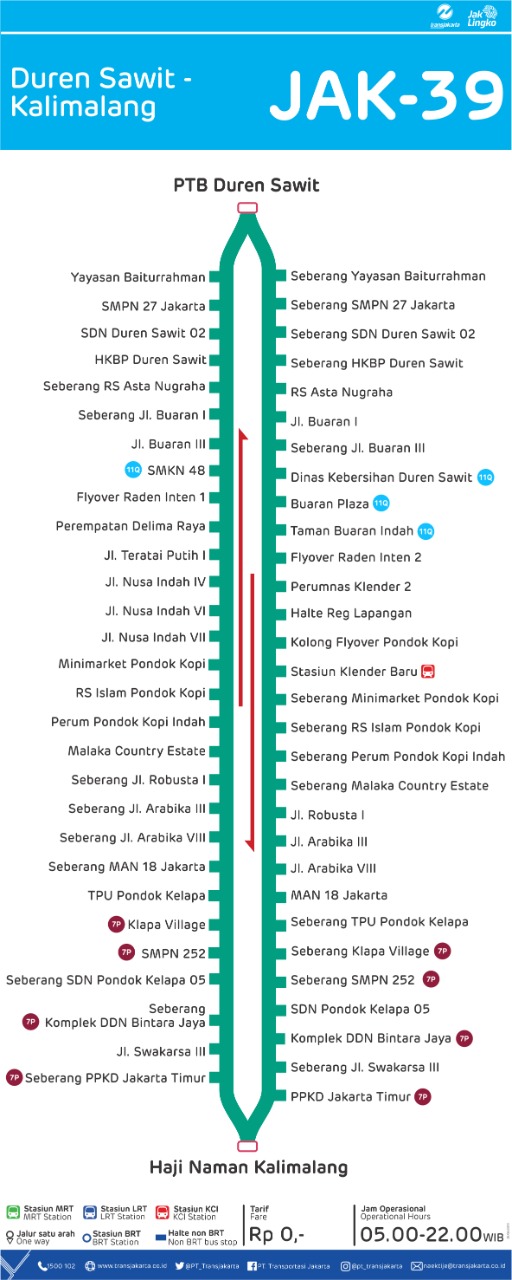 transjakarta
Jak
Lingko
Duren Sawit -
Kalimalang
JAK-39
PTB Duren Sawit
Yayasan Baiturrahman
SMPN 27 Jakarta
SDN Duren Sawit 02
HKBP Duren Sawit
Seberang RS Asta Nugraha
Seberang Jl. Buaran I
Jl. Buaran III
11Q SMKN 48
Flyover Raden Inten 1
Perempatan Delima Raya
Jl. Teratai Putih I
Jl. Nusa Indah IV
Jl. Nusa Indah VI
Jl. Nusa Indah VII
Minimarket Pondok Kopi
RS Islam Pondok Kopi
Perum Pondok Kopi Indah
Malaka Country Estate
Seberang Jl. Robusta I
Seberang Jl. Arabika III
Seberang Jl. Arabika VIII
Seberang MAN 18 Jakarta
TPU Pondok Kelapa
7P Klapa Village
7P SMPN 252
Seberang SDN Pondok Kelapa 05
Seberang
7P Komplek DDN Bintara Jaya
Jl. Swakarsa III
7P Seberang PPKD Jakarta Timur
Seberang Yayasan Baiturrahman
Seberang SMPN 27 Jakarta
Seberang SDN Duren Sawit 02
Seberang HKBP Duren Sawit
RS Asta Nugraha
Jl. Buaran I
Seberang Jl. Buaran III
Dinas Kebersihan Duren Sawit 11Q
Buaran Plaza 11Q
Taman Buaran Indah 11Q
Flyover Raden Inten 2
Perumnas Klender 2
Halte Reg Lapangan
Kolong Flyover Pondok Kopi
Stasiun Klender Baru
Seberang Minimarket Pondok Kopi
Seberang RS Islam Pondok Kopi
Seberang Perum Pondok Kopi Indah
Seberang Malaka Country Estate
Jl. Robusta I
Jl. Arabika III
Jl. Arabika VIII
MAN 18 Jakarta
Seberang TPU Pondok Kelapa
Seberang Klapa Village 7P
Seberang SMPN 252 7P
SDN Pondok Kelapa 05
Komplek DDN Bintara Jaya 7P
Seberang Jl. Swakarsa III
PPKD Jakarta Timur 7P
Haji Naman Kalimalang
Stasiun MRT
MRT Station
Stasiun LRT
LRT Station
Stasiun KCI
KCI Station
Jalur satu arah
One way
Stasiun BRT
BRT Station
Halte non BRT
Non BRT bus stop
Tarif
Fare
Rp 0,-
Jam Operasional
Operational Hours
05.00-22.00 WIB
1500 102
www.transjakarta.co.id
@PT_Transjakarta
PT Transportasi Jakarta
@pt_transjakarta
naektije@transjakarta.co.id